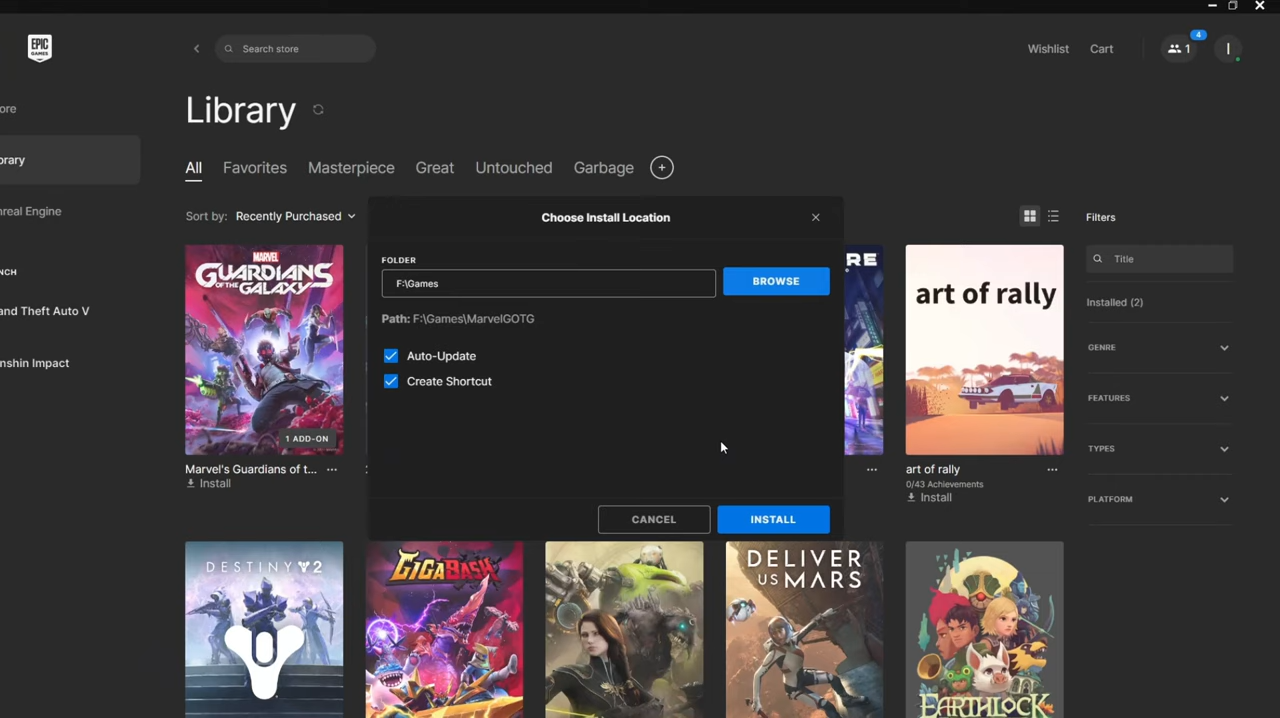 EPIC
GAMES
Search store
Wishlist
Cart
1
4
I
ore
brary
nreal Engine
NCH
and Theft Auto V
nshin Impact
Library
All
Favorites
Masterpiece
Great
Untouched
Garbage
+
Sort by: Recently Purchased
Filters
Title
Installed (2)
GENRE
FEATURES
TYPES
PLATFORM
Choose Install Location
FOLDER
F:\Games
BROWSE
Path: F:\Games\MarvelGOTG
Auto-Update
Create Shortcut
CANCEL
INSTALL
MARVEL
GUARDIANS
OF THE GALAXY
1 ADD-ON
Marvel's Guardians of t...
Install
RE
art of rally
art of rally
0/43 Achievements
Install
DESTINY 2
GIGABASH
DELIVER
US MARS
EARTHLOCK